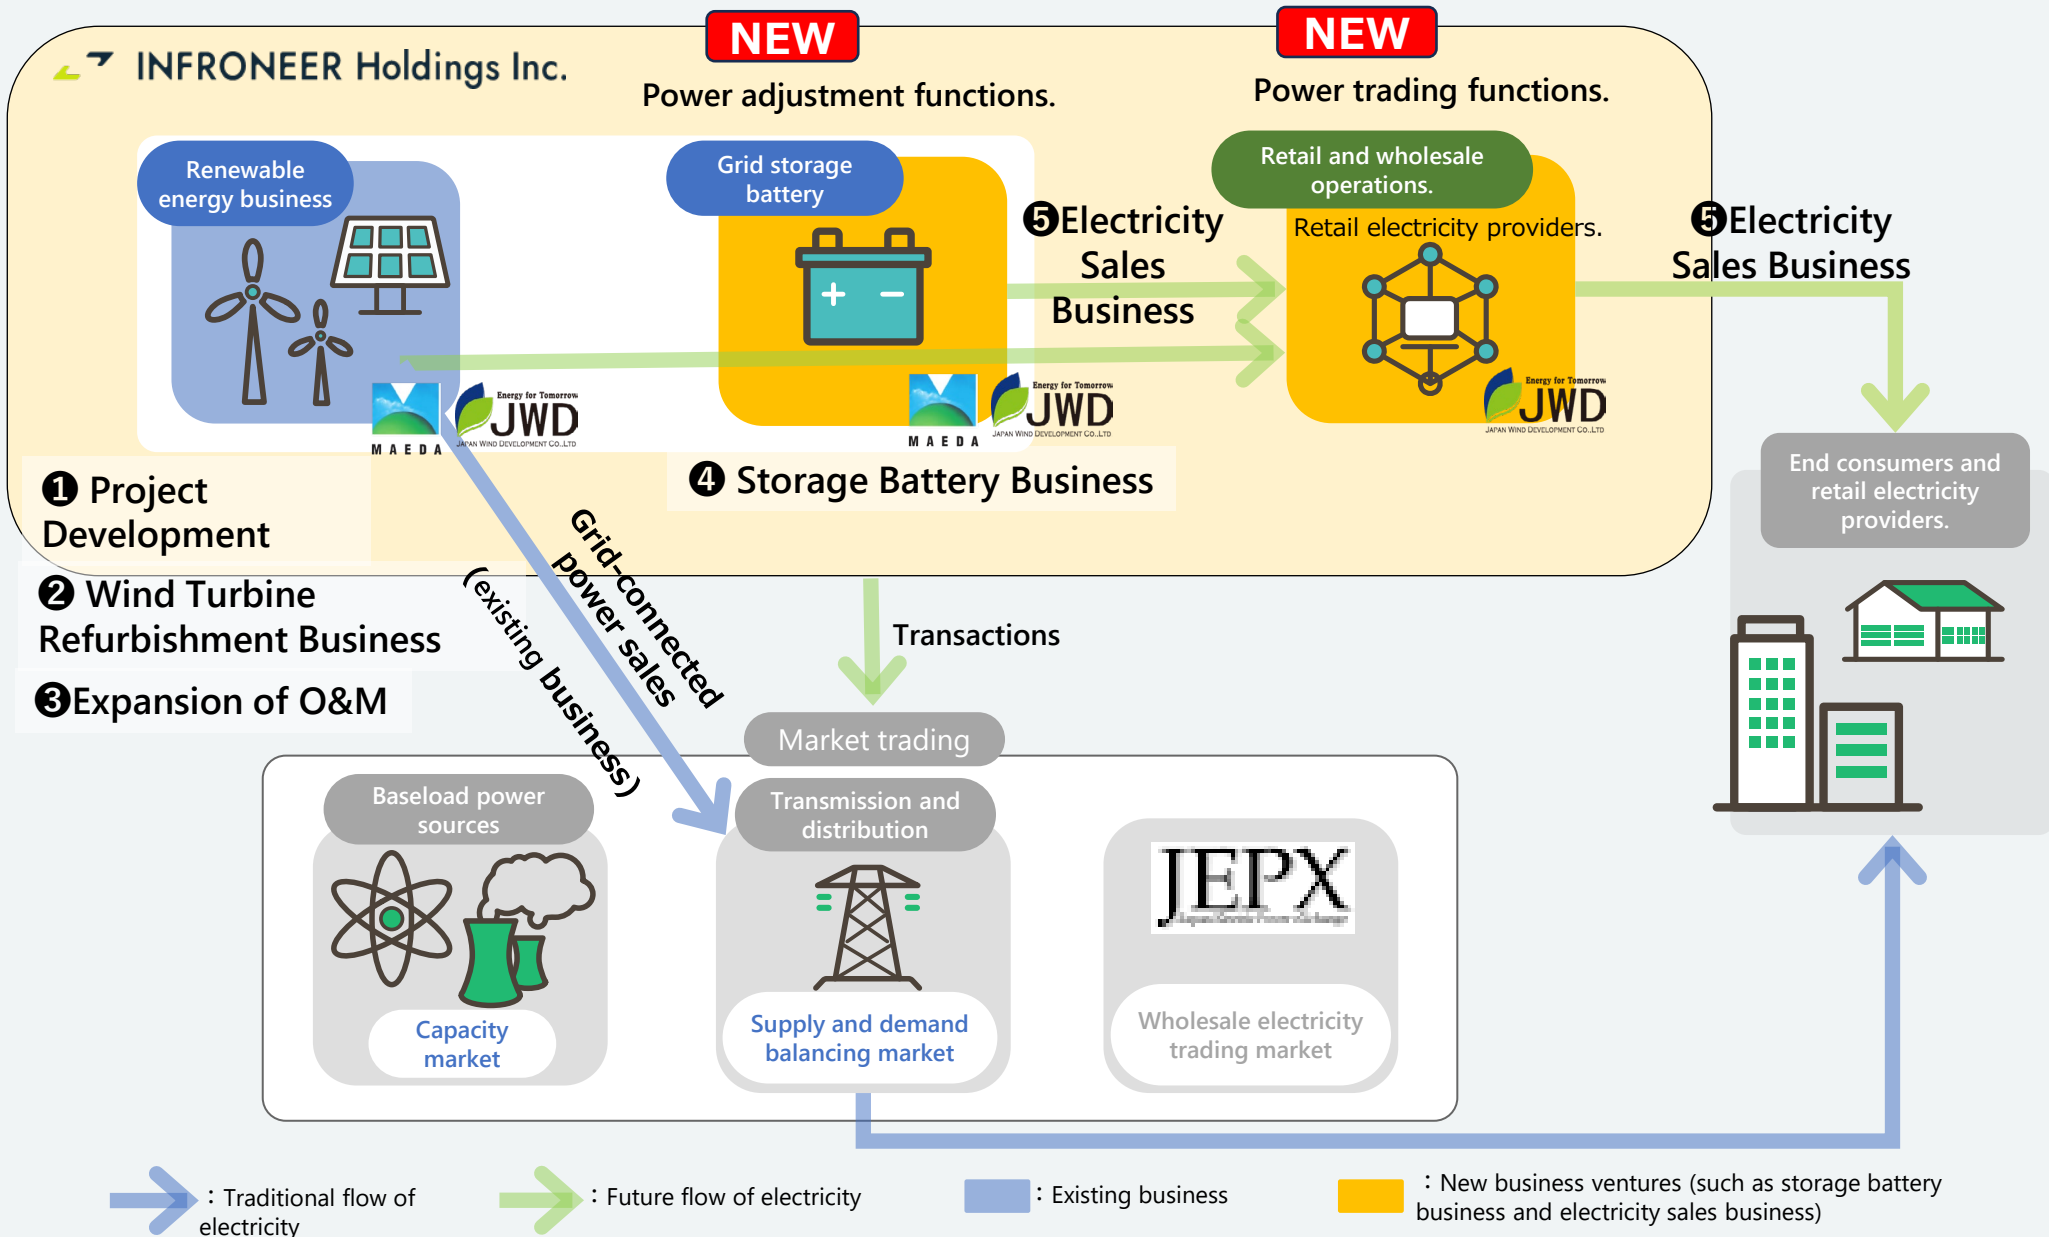 INFRONEER Holdings Inc.
NEW
Power adjustment functions.
NEW
Power trading functions.
Renewable
energy business
Grid storage
battery
Retail and wholesale
operations.
Retail electricity providers.
❺Electricity
Sales
Business
❺Electricity
Sales Business
MAEDA
Energy for Tomorrow
JWD
JAPAN WIND DEVELOPMENT CO.,LTD
MAEDA
Energy for Tomorrow
JWD
JAPAN WIND DEVELOPMENT CO.,LTD
Energy for Tomorrow
JWD
JAPAN WIND DEVELOPMENT CO.,LTD
❶ Project
Development
❷ Wind Turbine
Refurbishment Business
❸Expansion of O&M
❹ Storage Battery Business
Grid-connected
power sales
(existing business)
Transactions
End consumers and
retail electricity
providers.
Market trading
Baseload power
sources
Transmission and
distribution
JEPX
Capacity
market
Supply and demand
balancing market
Wholesale electricity
trading market
：Traditional flow of
electricity
：Future flow of electricity
：Existing business
：New business ventures (such as storage battery
business and electricity sales business)